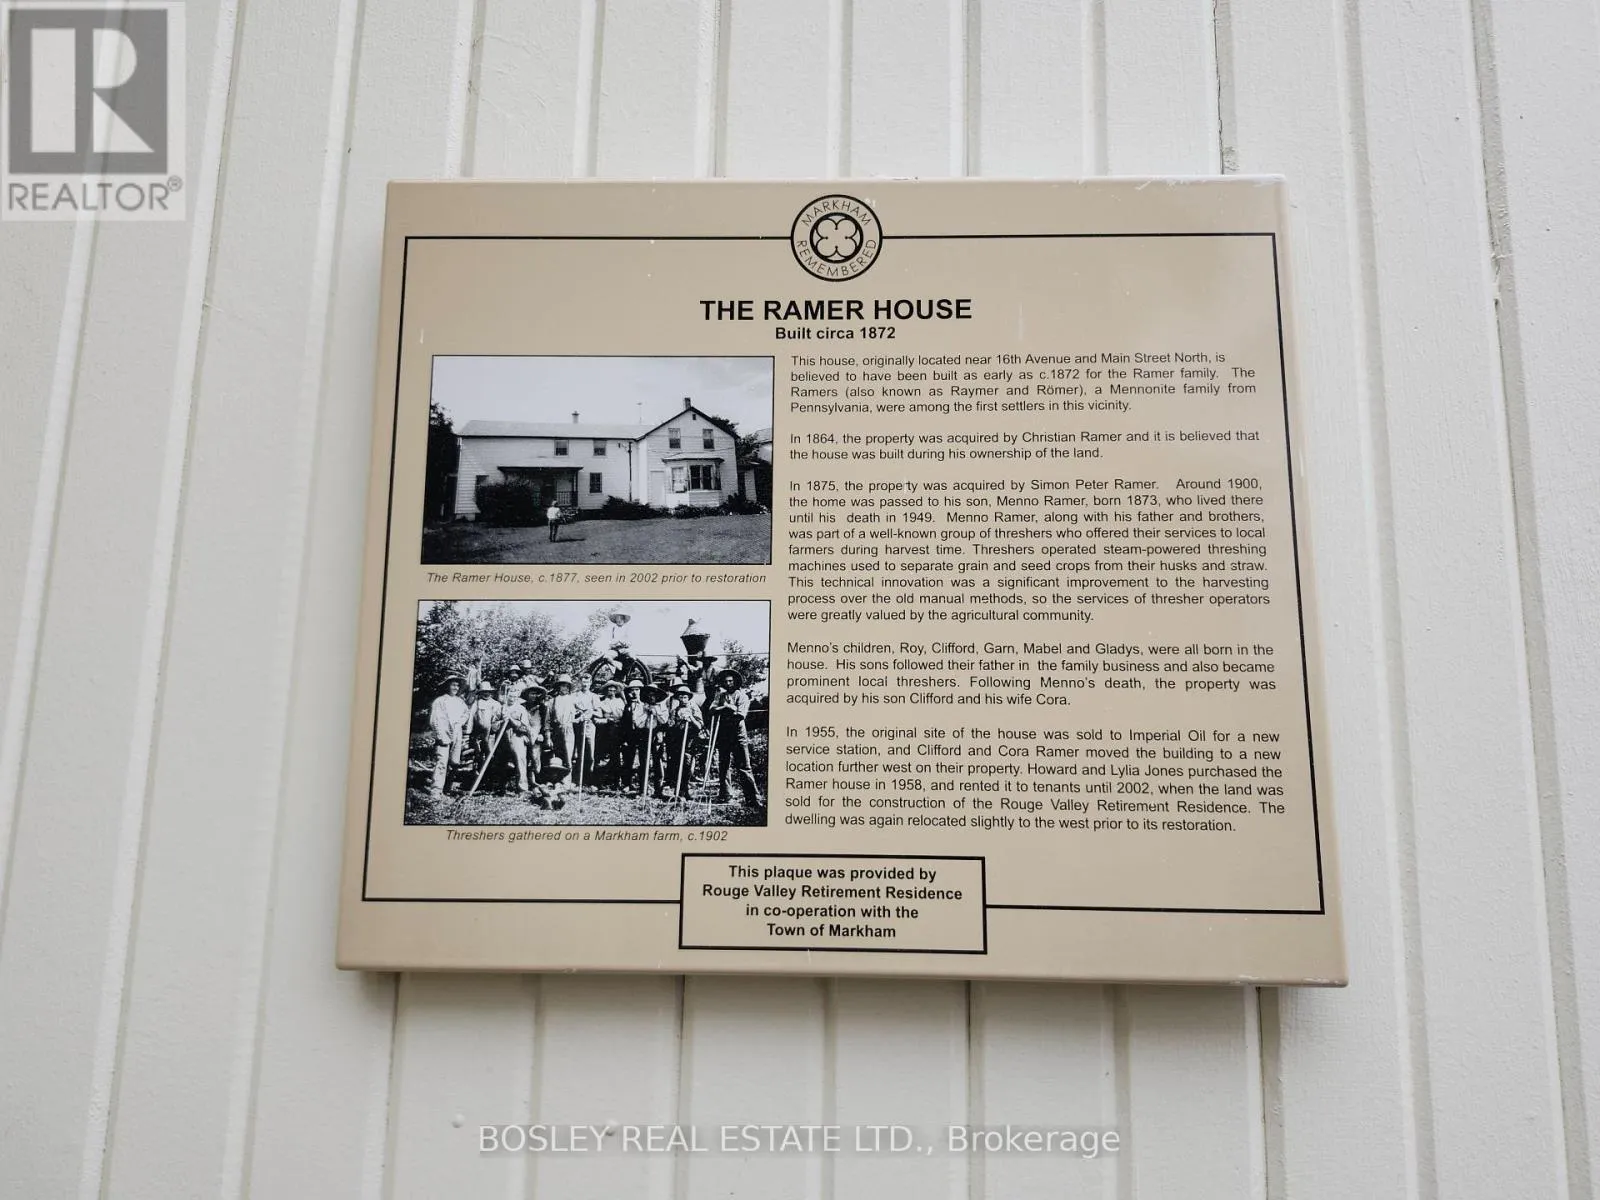 REALTOR®
MARKHAM
REMEMBERED
THE RAMER HOUSE
Built circa 1872
The Ramer House, c.1877, seen in 2002 prior to restoration
Threshers gathered on a Markham farm, c.1902
This house, originally located near 16th Avenue and Main Street North, is
believed to have been built as early as c.1872 for the Ramer family. The
Ramers (also known as Raymer and Römer), a Mennonite family from
Pennsylvania, were among the first settlers in this vicinity.
In 1864, the property was acquired by Christian Ramer and it is believed that
the house was built during his ownership of the land.
In 1875, the property was acquired by Simon Peter Ramer. Around 1900,
the home was passed to his son, Menno Ramer, born 1873, who lived there
until his death in 1949. Menno Ramer, along with his father and brothers,
was part of a well-known group of threshers who offered their services to local
farmers during harvest time. Threshers operated steam-powered threshing
machines used to separate grain and seed crops from their husks and straw.
This technical innovation was a significant improvement to the harvesting
process over the old manual methods, so the services of thresher operators
were greatly valued by the agricultural community.
Menno's children, Roy, Clifford, Garn, Mabel and Gladys, were all born in the
house. His sons followed their father in the family business and also became
prominent local threshers. Following Menno's death, the property was
acquired by his son Clifford and his wife Cora.
In 1955, the original site of the house was sold to Imperial Oil for a new
service station, and Clifford and Cora Ramer moved the building to a new
location further west on their property. Howard and Lylia Jones purchased the
Ramer house in 1958, and rented it to tenants until 2002, when the land was
sold for the construction of the Rouge Valley Retirement Residence. The
dwelling was again relocated slightly to the west prior to its restoration.
This plaque was provided by
Rouge Valley Retirement Residence
in co-operation with the
Town of Markham
BOSLEY REAL ESTATE LTD., Brokerage